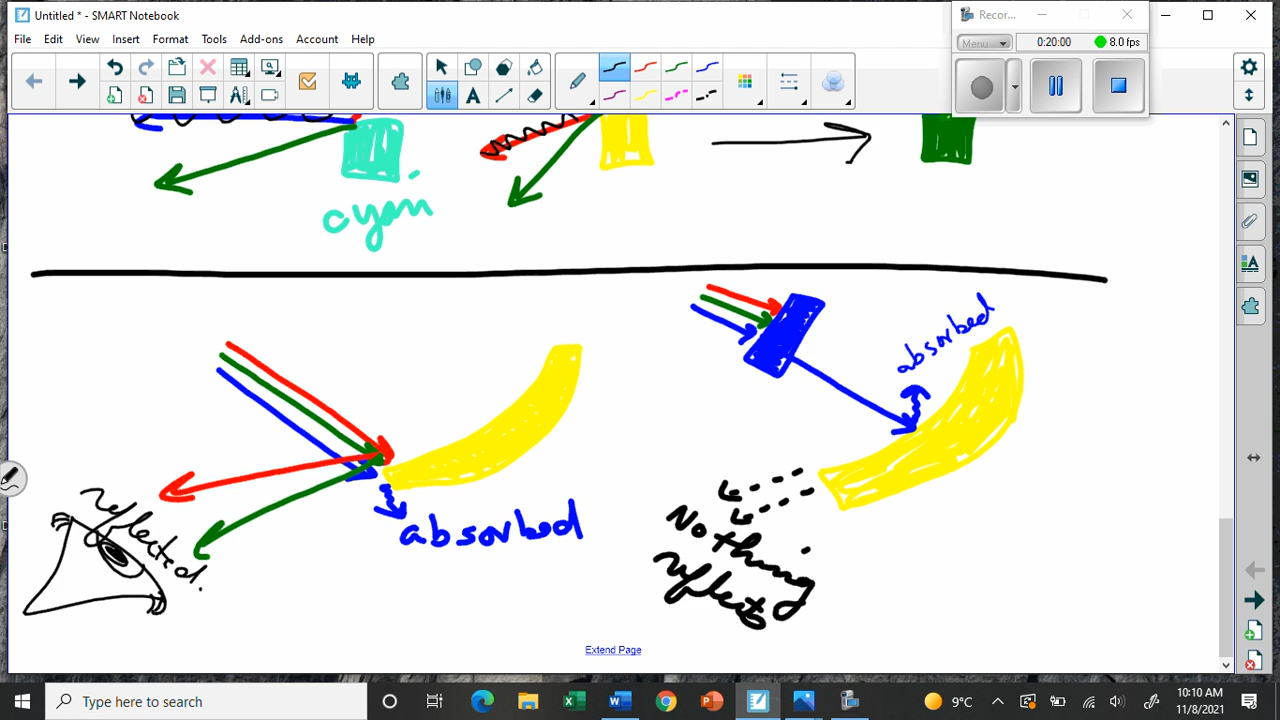 Untitled * - SMART Notebook
Recor...
File Edit View Insert Format Tools Add-ons Account Help
Menu
0:20:00
8.0 fps
cyan
absorbed
reflected.
absorbed
Nothing
reflects
Extend Page
Type here to search
9°C
10:10 AM
11/8/2021